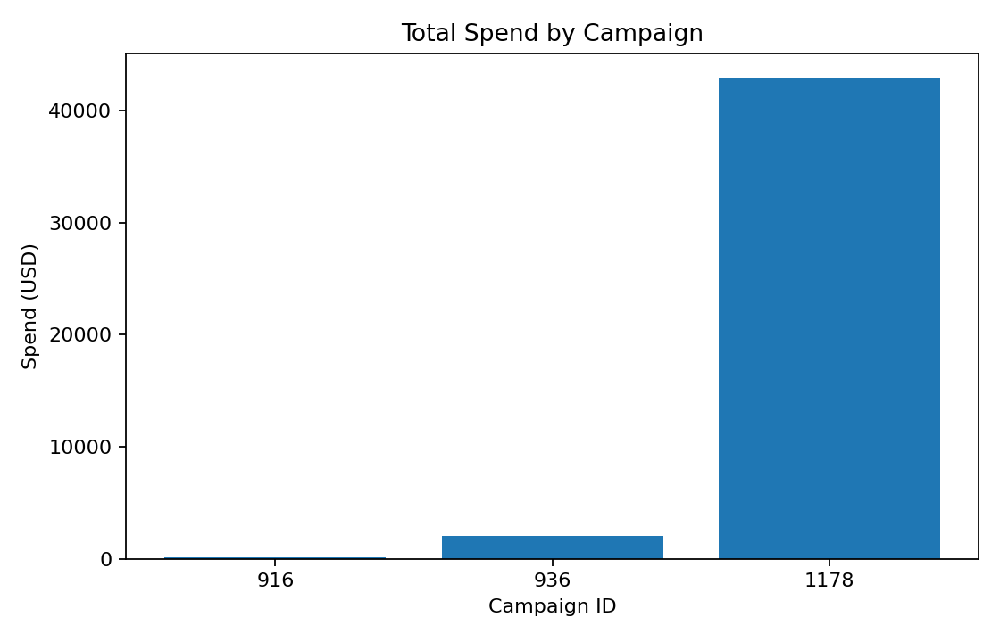 Total Spend by Campaign
Spend (USD)
40000
30000
20000
10000
0
916 936 1178
Campaign ID